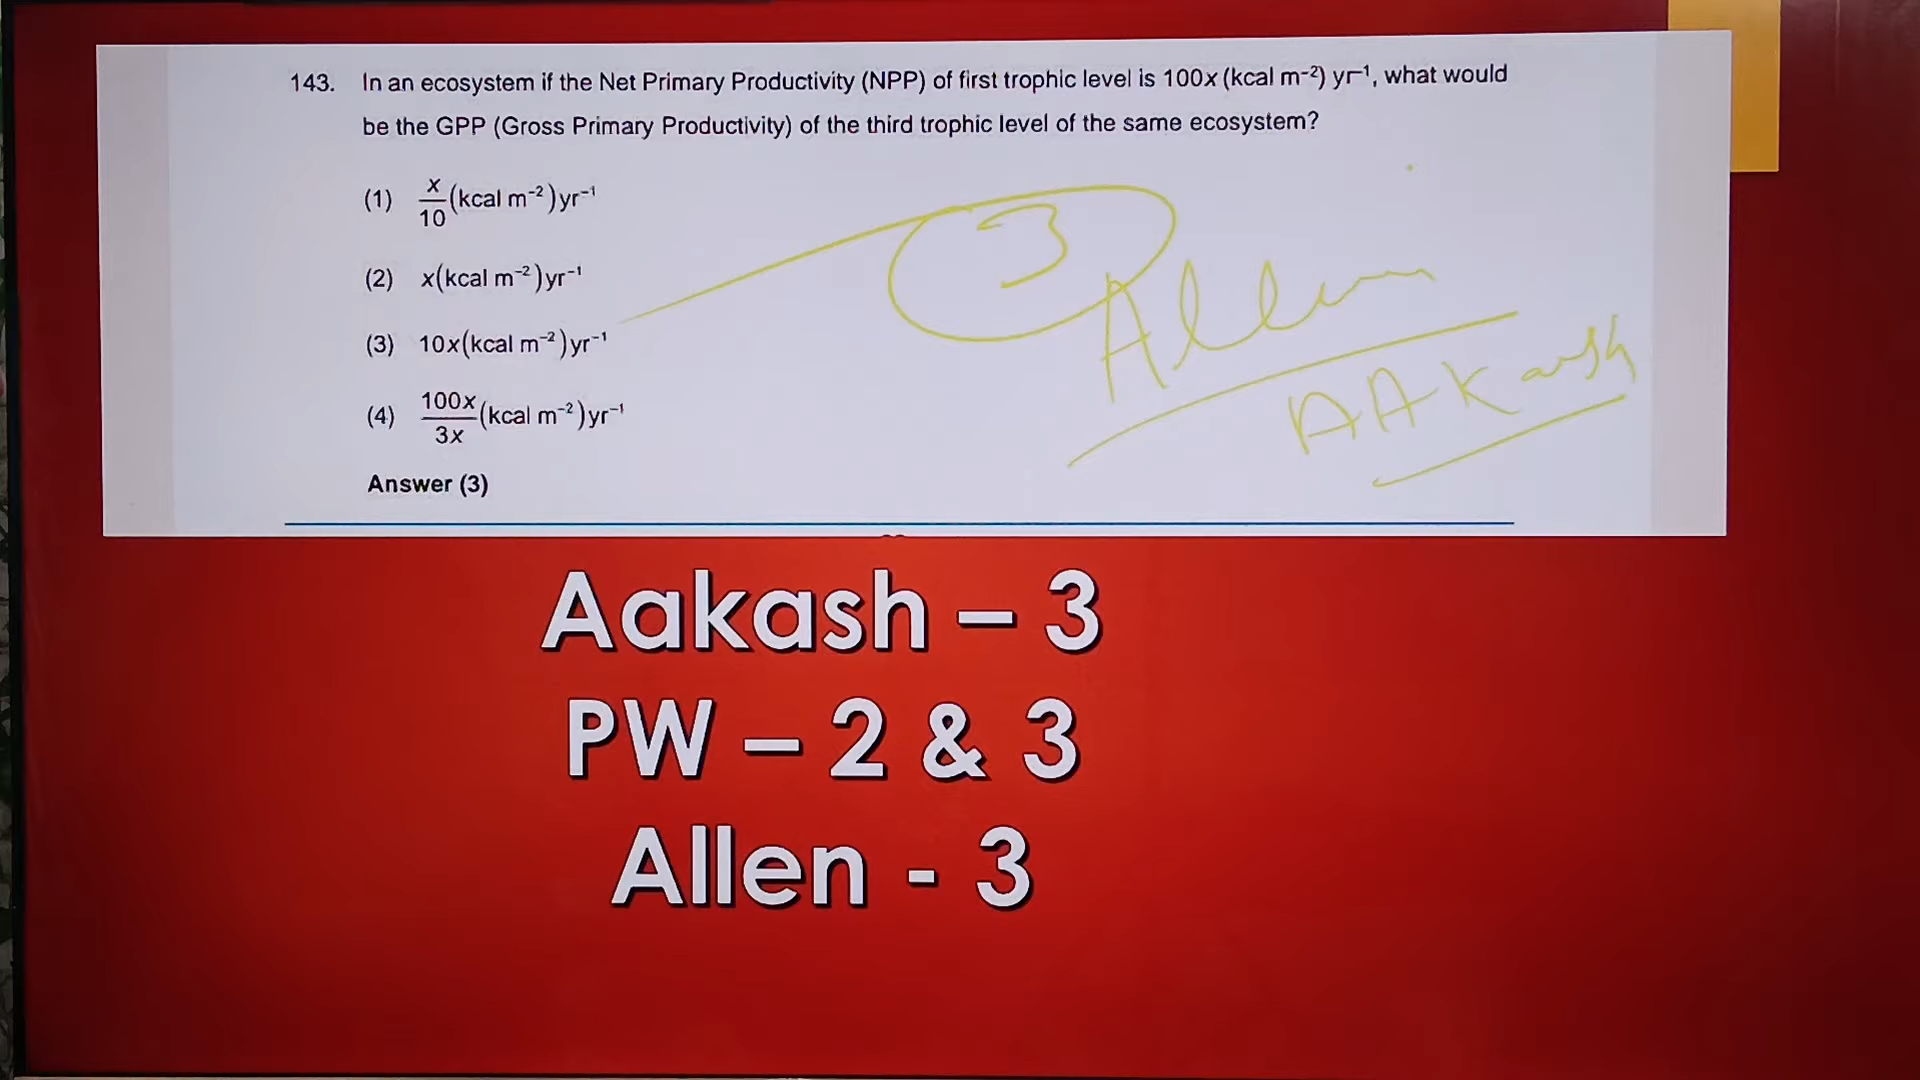 143. In an ecosystem if the Net Primary Productivity (NPP) of first trophic level is 100x (kcal m⁻²) yr⁻¹, what would
be the GPP (Gross Primary Productivity) of the third trophic level of the same ecosystem?
(1) x/10 (kcal m⁻²) yr⁻¹
(2) x(kcal m⁻²) yr⁻¹
(3) 10x(kcal m⁻²) yr⁻¹
(4) 100x/3x (kcal m⁻²) yr⁻¹
3
Allen
AAKash
Answer (3)
Aakash – 3
PW – 2 & 3
Allen - 3